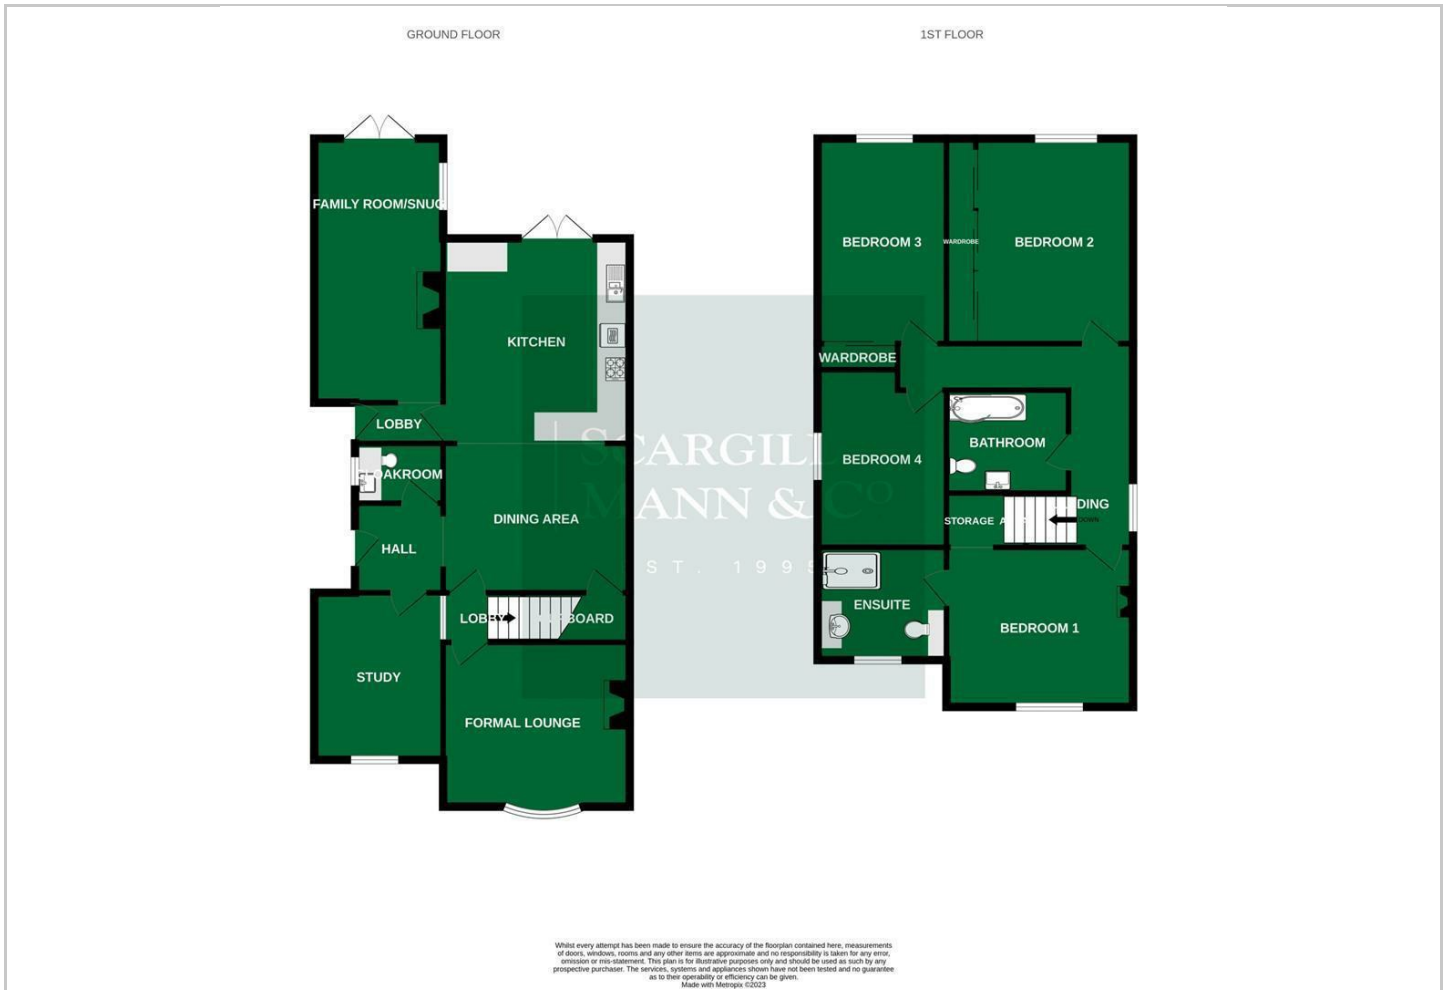 GROUND FLOOR
1ST FLOOR
FAMILY ROOM/SNUG
KITCHEN
LOBBY
CLOAKROOM
DINING AREA
HALL
LOBBY
CUPBOARD
STUDY
FORMAL LOUNGE
BEDROOM 3
WARDROBE
BEDROOM 2
WARDROBE
BEDROOM 4
BATHROOM
LANDING
STORAGE AREA
DOWN
ENSUITE
BEDROOM 1
SCARGILL
MANN & Cº
EST. 1995
Whilst every attempt has been made to ensure the accuracy of the floorplan contained here, measurements
of doors, windows, rooms and any other items are approximate and no responsibility is taken for any error,
omission or mis-statement. This plan is for illustrative purposes only and should be used as such by any
prospective purchaser. The services, systems and appliances shown have not been tested and no guarantee
as to their operability or efficiency can be given.
Made with Metropix ©2023